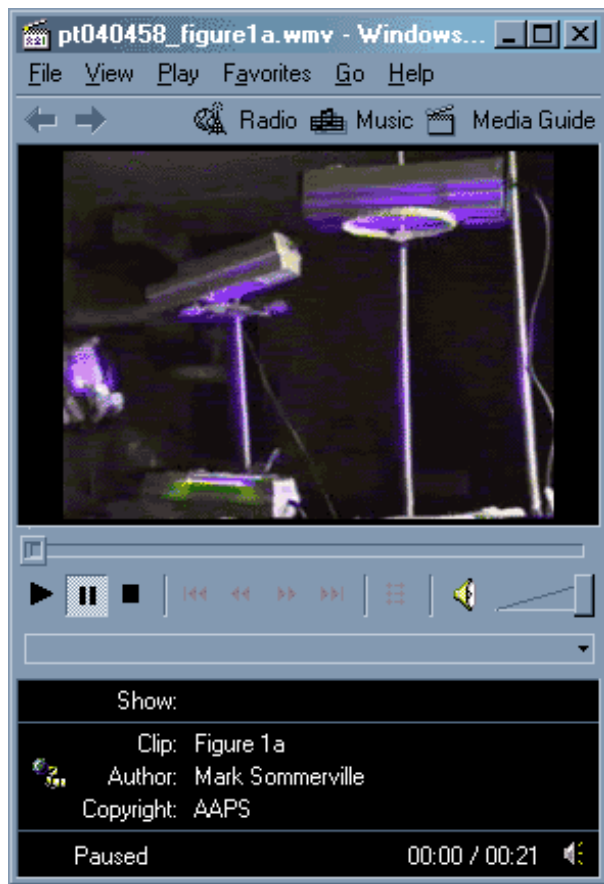 pt040458_figure1a.wmv - Windows...
File View Play Favorites Go Help
Radio Music Media Guide
Show:
Clip: Figure 1a
Author: Mark Sommerville
Copyright: AAPS
Paused 00:00 / 00:21